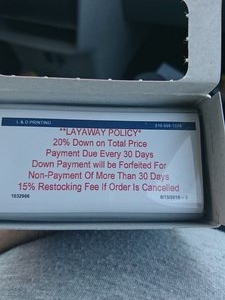 L & D PRINTING
**LAYAWAY POLICY*
20% Down on Total Price
Payment Due Every 30 Days
Down Payment will be Forfeited For
Non-Payment Of More Than 30 Days
15% Restocking Fee If Order Is Cancelled
1032966